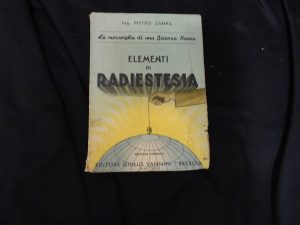 Ing. PIETRO ZAMPA
Le meraviglie di una Scienza Nuova
ELEMENTI
DI
RADIESTESIA
EDITORE GIULIO VANNINI - BRESCIA